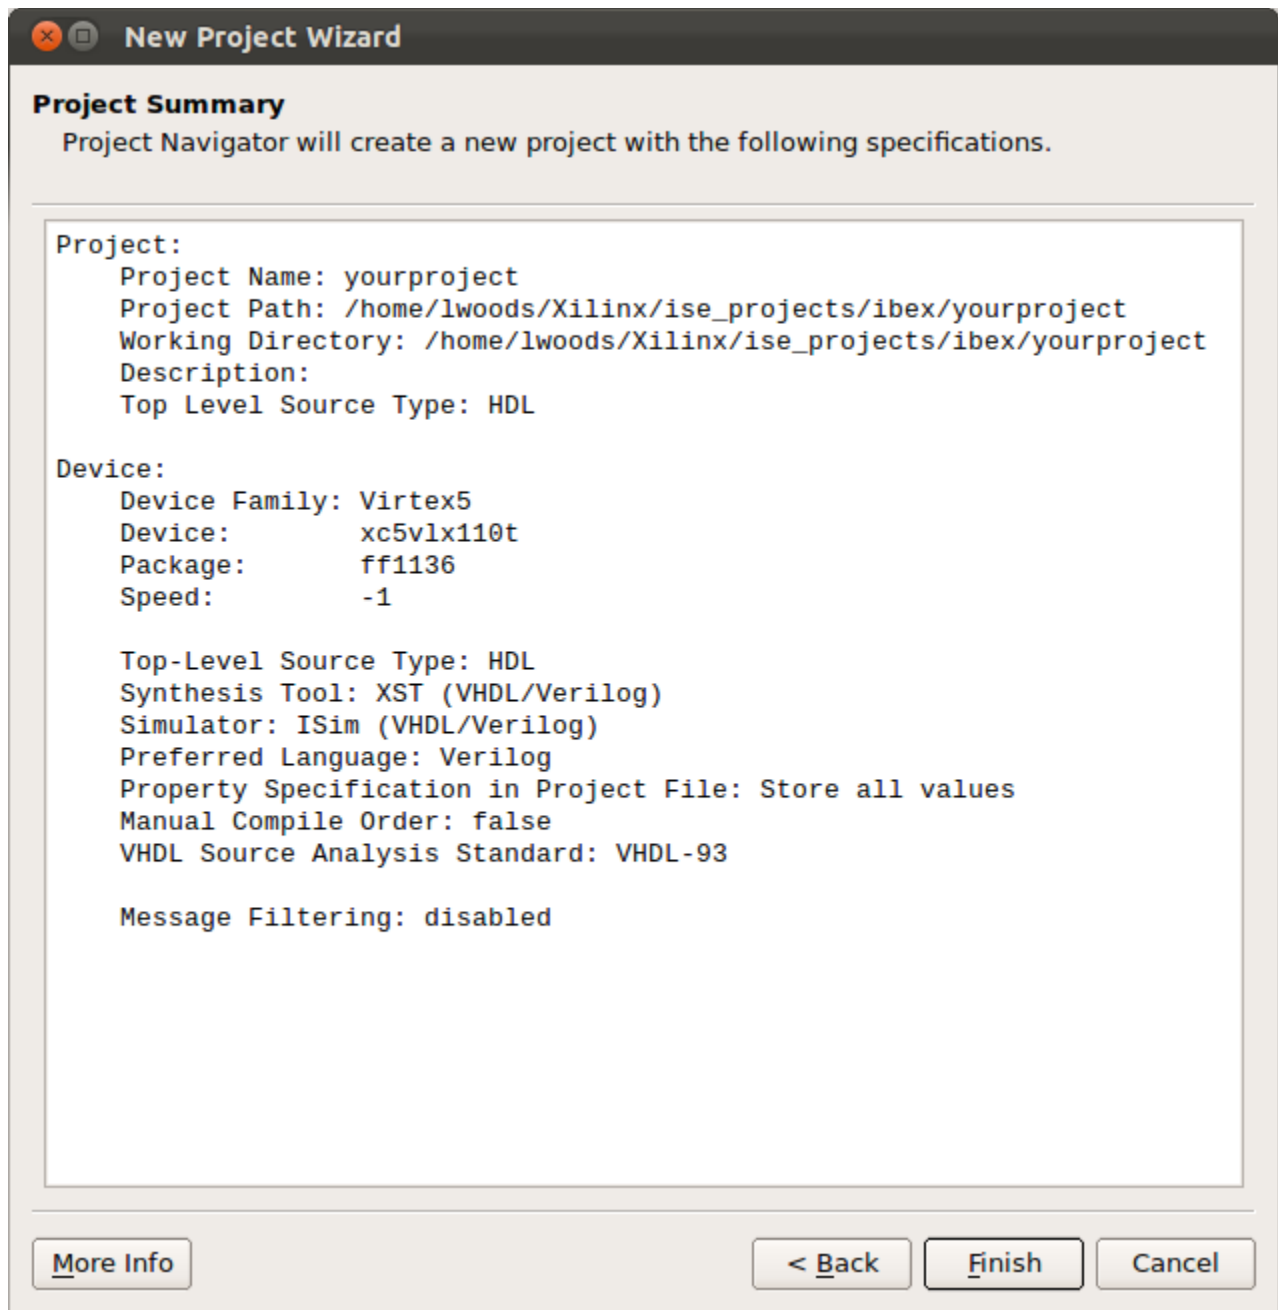 New Project Wizard
Project Summary
Project Navigator will create a new project with the following specifications.
Project:
    Project Name: yourproject
    Project Path: /home/lwoods/Xilinx/ise_projects/ibex/yourproject
    Working Directory: /home/lwoods/Xilinx/ise_projects/ibex/yourproject
    Description:
    Top Level Source Type: HDL
Device:
    Device Family: Virtex5
    Device:        xc5vlx110t
    Package:       ff1136
    Speed:         -1
    Top-Level Source Type: HDL
    Synthesis Tool: XST (VHDL/Verilog)
    Simulator: ISim (VHDL/Verilog)
    Preferred Language: Verilog
    Property Specification in Project File: Store all values
    Manual Compile Order: false
    VHDL Source Analysis Standard: VHDL-93
    Message Filtering: disabled
More Info < Back Finish Cancel